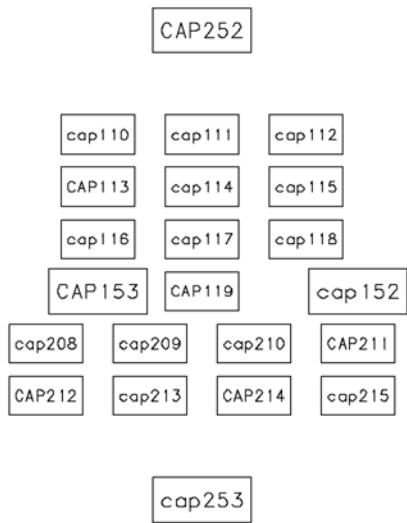 CAP252
cap110 cap111 cap112
CAP113 cap114 cap115
cap116 cap117 cap118
CAP153 CAP119 cap152
cap208 cap209 cap210 CAP211
CAP212 cap213 CAP214 cap215
cap253